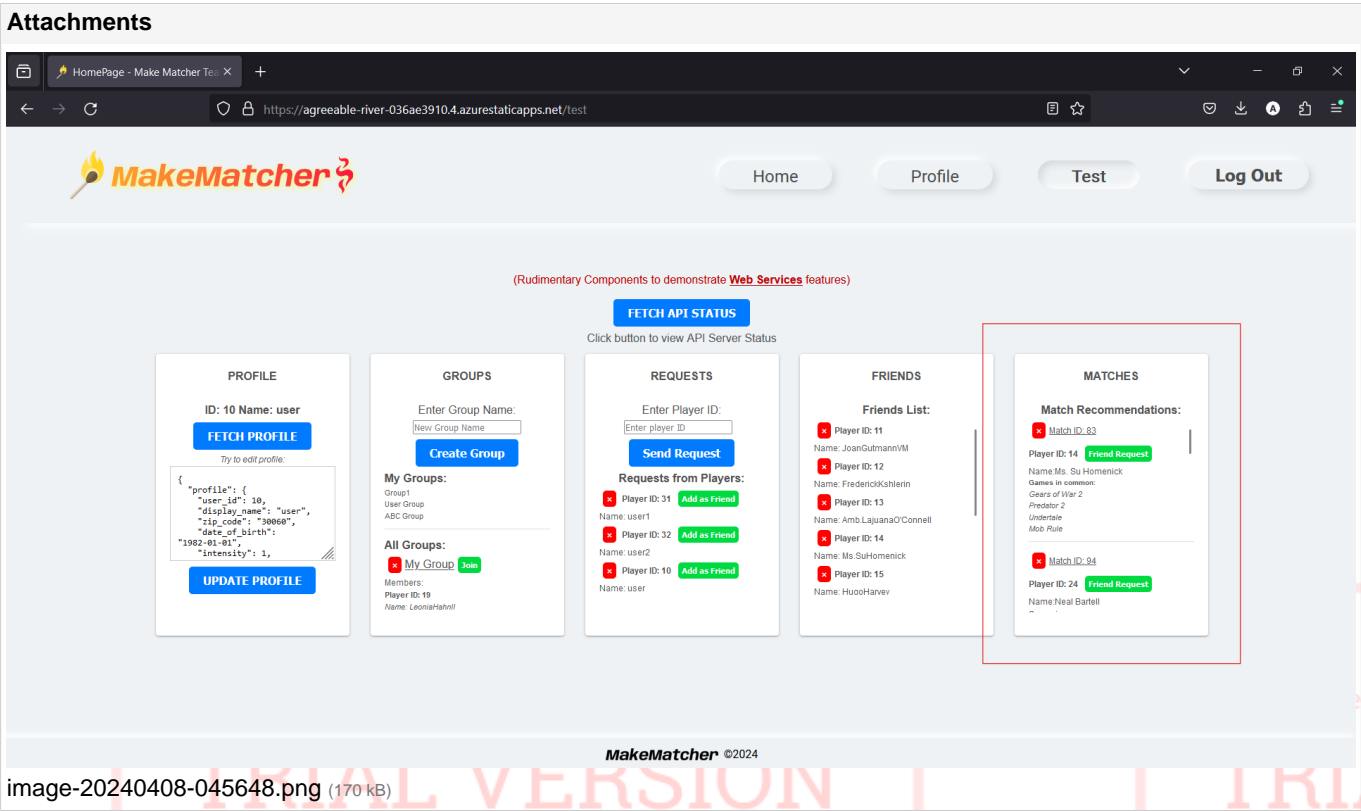 Attachments
HomePage - Make Matcher Tea
https://agreeable-river-036ae3910.4.azurestaticapps.net/test
A
MakeMatcher
Home
Profile
Test
Log Out
(Rudimentary Components to demonstrate Web Services features)
FETCH API STATUS
Click button to view API Server Status
PROFILE
ID: 10 Name: user
FETCH PROFILE
Try to edit profile:
{
"profile": {
"user_id": 10,
"display_name": "user",
"zip_code": "30060",
"date_of_birth":
"1982-01-01",
"intensity": 1,
UPDATE PROFILE
GROUPS
Enter Group Name:
New Group Name
Create Group
My Groups:
Group1
User Group
ABC Group
All Groups:
× My Group Join
Members:
Player ID: 19
Name: LeoniaHahnII
REQUESTS
Enter Player ID:
Enter player ID
Send Request
Requests from Players:
× Player ID: 31 Add as Friend
Name: user1
× Player ID: 32 Add as Friend
Name: user2
× Player ID: 10 Add as Friend
Name: user
FRIENDS
Friends List:
× Player ID: 11
Name: JoanGutmannVM
× Player ID: 12
Name: FrederickKshlerin
× Player ID: 13
Name: Amb.LajuanaO'Connell
× Player ID: 14
Name: Ms.SuHomenick
× Player ID: 15
Name: HugoHarvey
MATCHES
Match Recommendations:
× Match ID: 83
Player ID: 14 Friend Request
Name:Ms. Su Homenick
Games in common:
Gears of War 2
Predator 2
Undertale
Mob Rule
× Match ID: 94
Player ID: 24 Friend Request
Name:Neal Bartell
MakeMatcher ©2024
image-20240408-045648.png (170 kB)
TRIAL VERSION